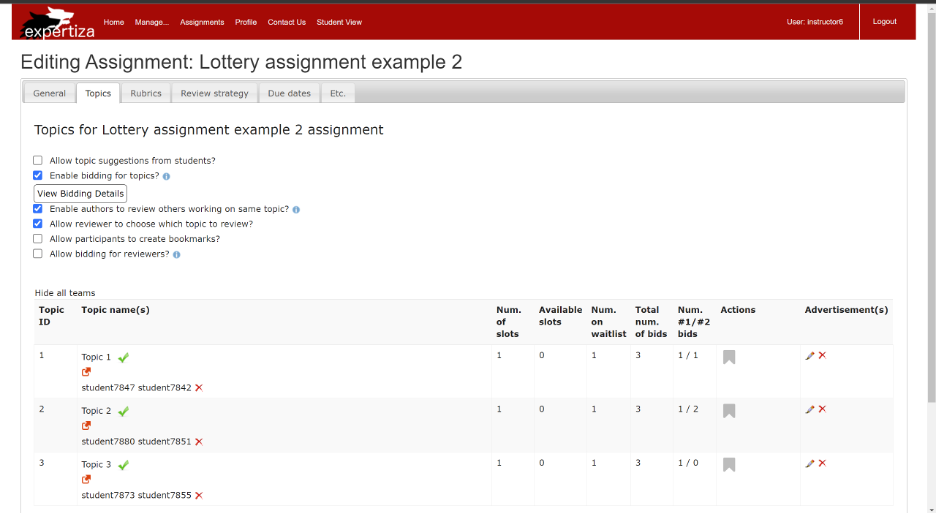 expertiza
Home Manage... Assignments Profile Contact Us Student View User: instructor6 Logout
Editing Assignment: Lottery assignment example 2
General Topics Rubrics Review strategy Due dates Etc.
Topics for Lottery assignment example 2 assignment
Allow topic suggestions from students?
Enable bidding for topics?
View Bidding Details
Enable authors to review others working on same topic?
Allow reviewer to choose which topic to review?
Allow participants to create bookmarks?
Allow bidding for reviewers?
Hide all teams
Topic ID Topic name(s) Num. of slots Available slots Num. on waitlist Total num. of bids Num. #1/#2 bids Actions Advertisement(s)
1 Topic 1 1 0 1 3 1 / 1
student7847 student7842
2 Topic 2 1 0 1 3 1 / 2
student7880 student7851
3 Topic 3 1 0 1 3 1 / 0
student7873 student7855